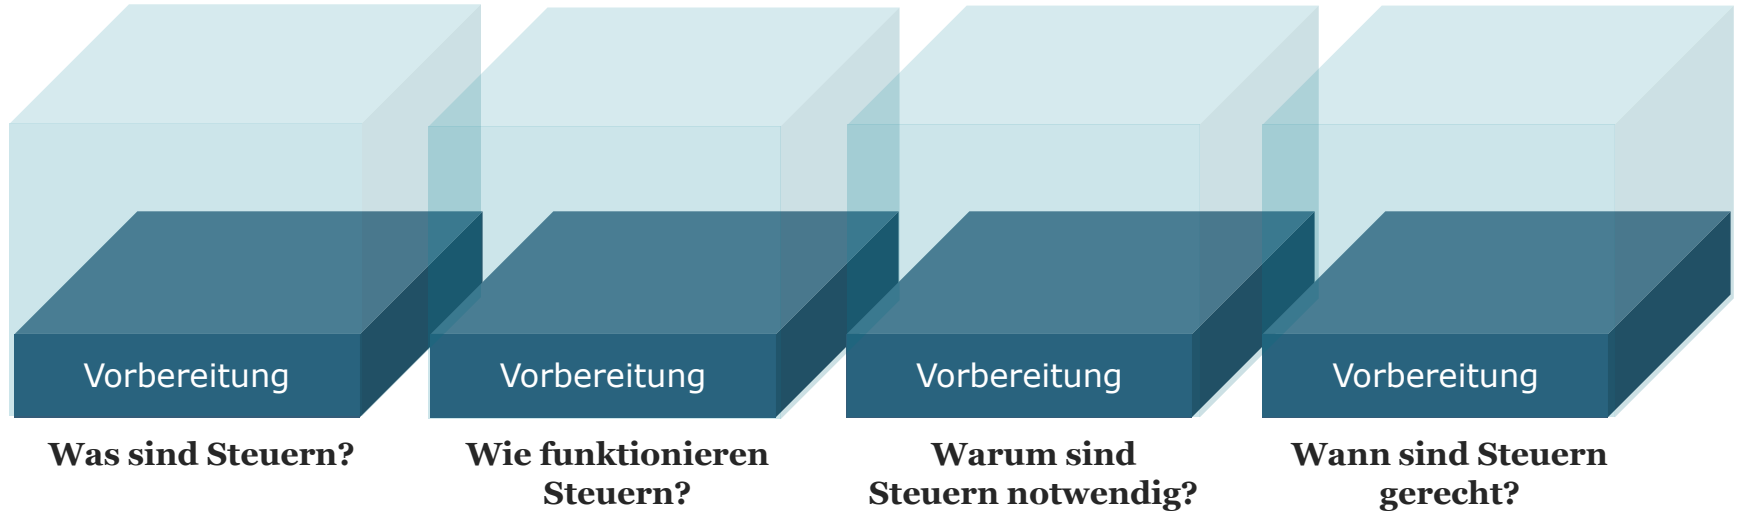 Vorbereitung
Vorbereitung
Vorbereitung
Vorbereitung
Was sind Steuern?
Wie funktionieren
Steuern?
Warum sind
Steuern notwendig?
Wann sind Steuern
gerecht?